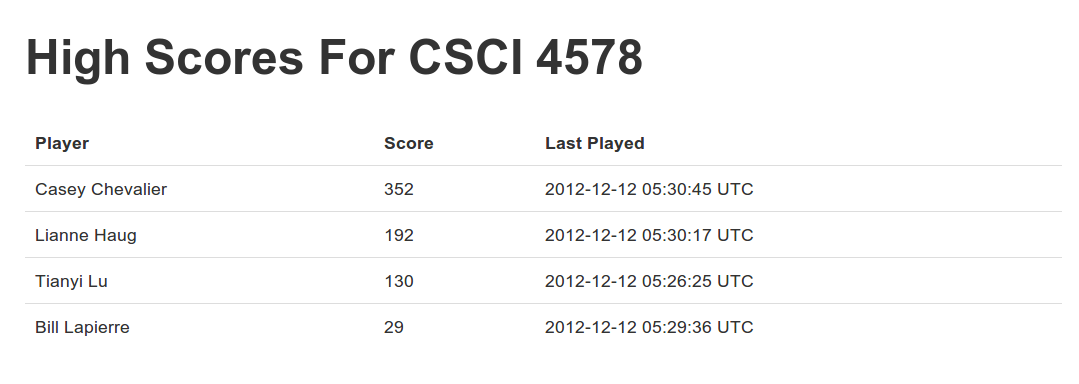 High Scores For CSCI 4578
Player Score Last Played
Casey Chevalier 352 2012-12-12 05:30:45 UTC
Lianne Haug 192 2012-12-12 05:30:17 UTC
Tianyi Lu 130 2012-12-12 05:26:25 UTC
Bill Lapierre 29 2012-12-12 05:29:36 UTC